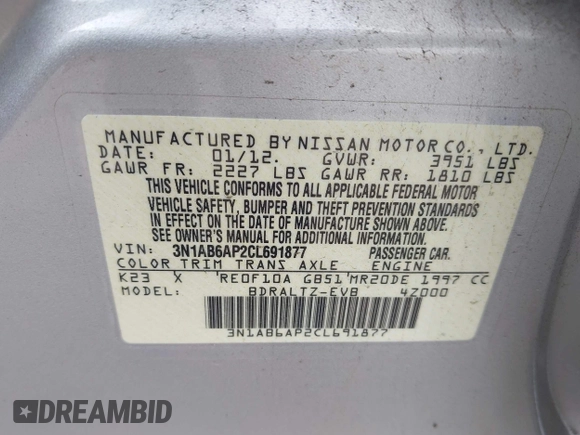 MANUFACTURED BY NISSAN MOTOR CO., LTD.
DATE: 01/12. GVWR: 3951 LBS
GAWR FR: 2227 LBS GAWR RR: 1810 LBS
THIS VEHICLE CONFORMS TO ALL APPLICABLE FEDERAL MOTOR
VEHICLE SAFETY, BUMPER AND THEFT PREVENTION STANDARDS
IN EFFECT ON THE DATE OF MANUFACTURE SHOWN ABOVE.
SEE OWNER'S MANUAL FOR ADDITIONAL INFORMATION.
VIN: 3N1AB6AP2CL691877 PASSENGER CAR.
COLOR TRIM TRANS AXLE ENGINE
K23 X RE0F10A GB51 MR20DE 1997 CC
MODEL: BDRALTZ-EVB 4Z000
3N1AB6AP2CL691877
DREAMBID